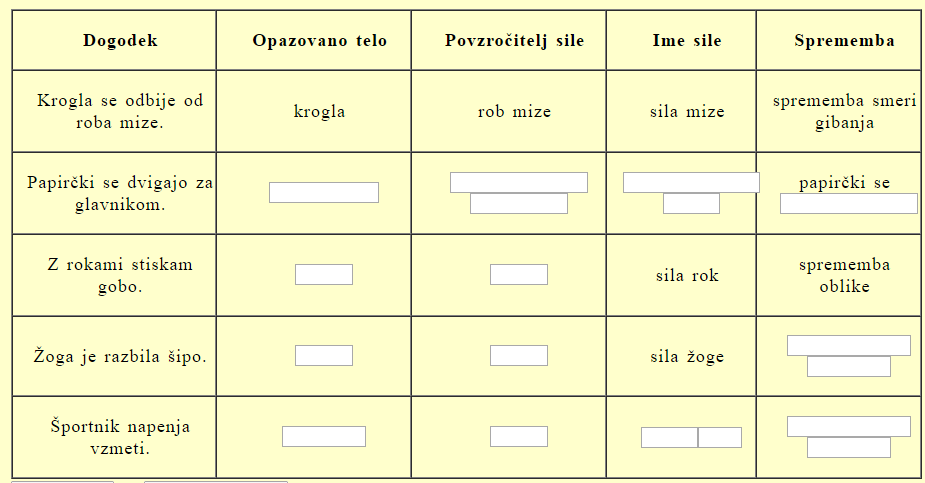 Dogodek Opazovano telo Povzročitelj sile Ime sile Sprememba
Krogla se odbije od
roba mize.
krogla
rob mize
sila mize
sprememba smeri
gibanja
Papirčki se dvigajo za
glavnikom.
papirčki se
Z rokami stiskam
gobo.
sila rok
sprememba
oblike
Žoga je razbila šipo.
sila žoge
Športnik napenja
vzmeti.